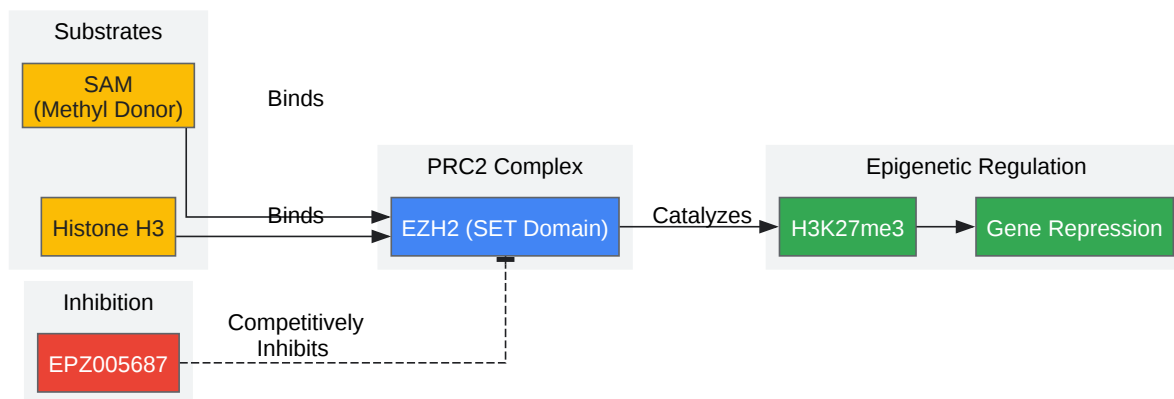 Substrates
SAM
(Methyl Donor)
Binds
PRC2 Complex
Epigenetic Regulation
Histone H3
Binds
EZH2 (SET Domain)
Catalyzes
H3K27me3
Gene Repression
Inhibition
Competitively
Inhibits
EPZ005687